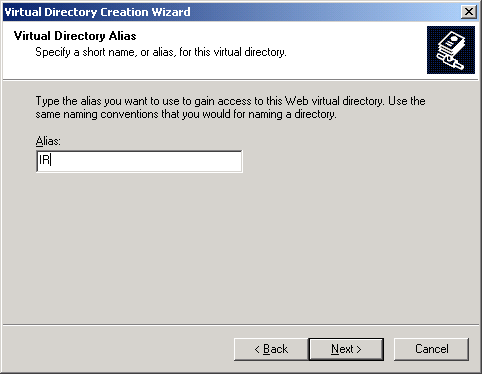 Virtual Directory Creation Wizard
Virtual Directory Alias
Specify a short name, or alias, for this virtual directory.
Type the alias you want to use to gain access to this Web virtual directory. Use the
same naming conventions that you would for naming a directory.
Alias:
IR
< Back Next > Cancel